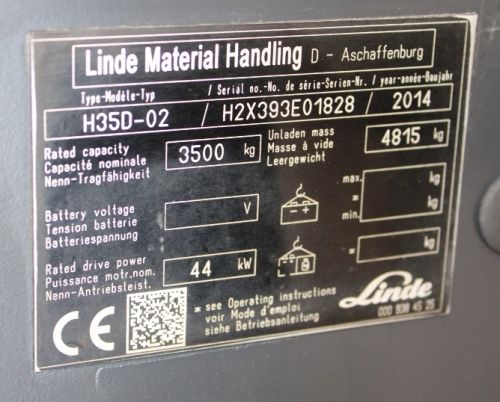 Linde Material Handling D - Aschaffenburg
Type-Modèle-Typ / Serial no.-No. de série-Serien-Nr. / year-année-Baujahr
H35D-02 / H2X393E01828 / 2014
Rated capacity
Capacité nominale
Nenn-Tragfähigkeit
3500 kg
Unladen mass
Masse à vide
Leergewicht
4815 kg
Battery voltage
Tension batterie
Batteriespannung
V
- +
max. kg
*
min. kg
Rated drive power
Puissance motr.nom.
Nenn-Antriebsleist.
44 kW
* kg
CE
* see Operating instructions
voir Mode d'emploi
siehe Betriebsanleitung
Linde
000 938 45 25